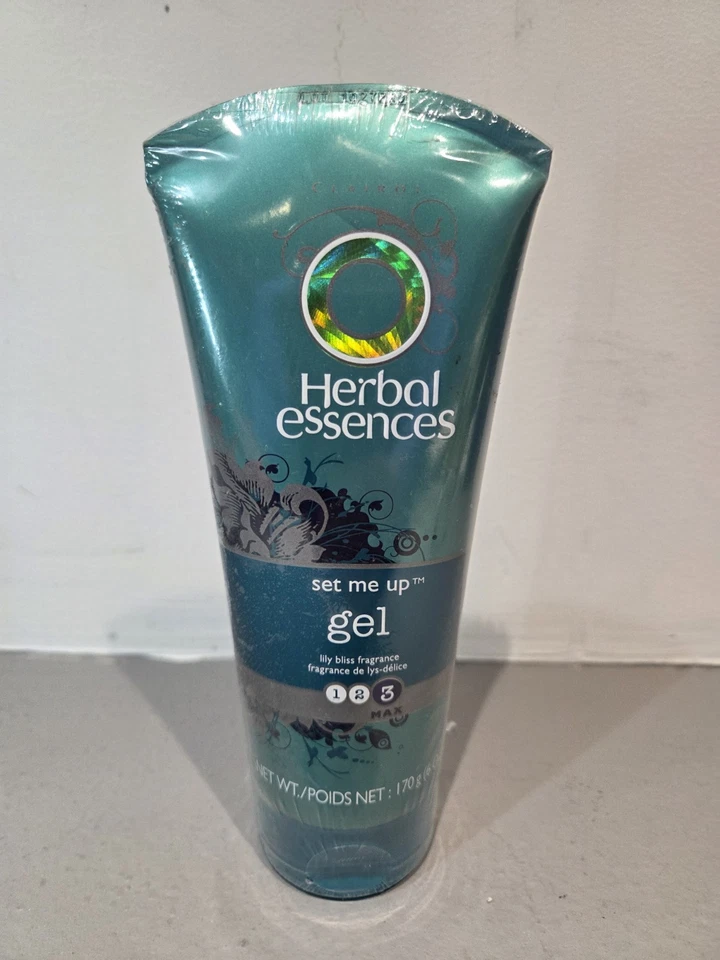 CLAIROL
Herbal
essences
set me up™
gel
lily bliss fragrance
fragrance de lys-délice
1 2 3
MAX
NET WT./POIDS NET : 170 g